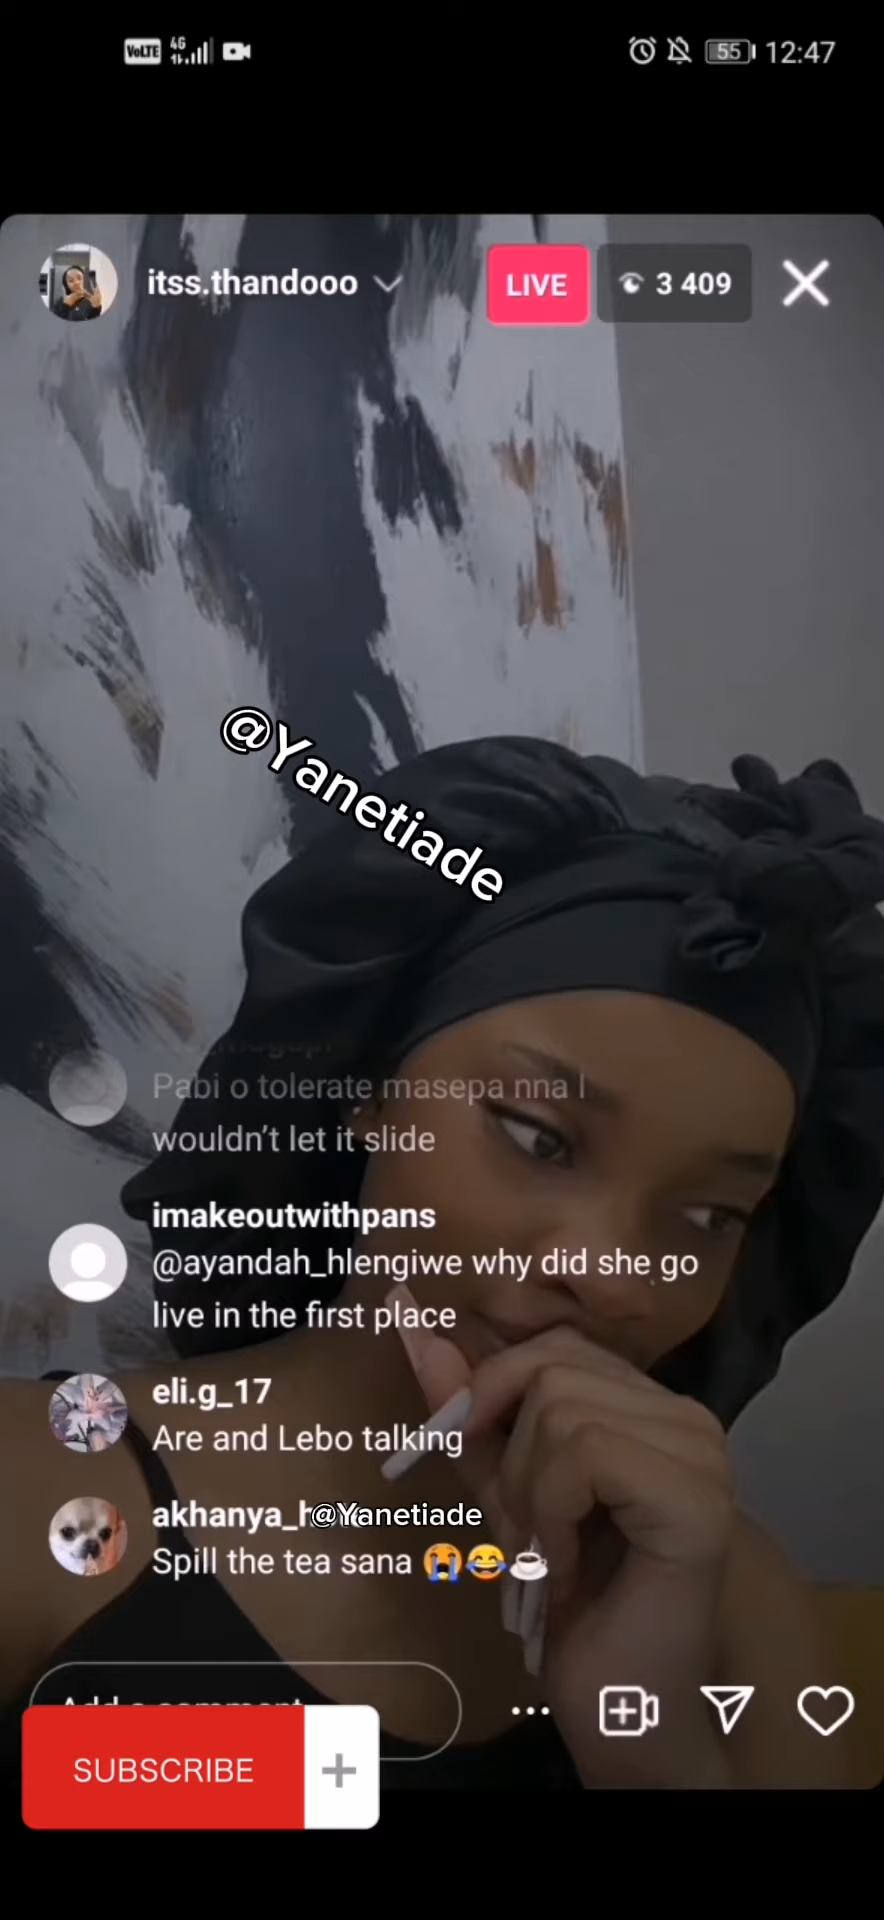 VoLTE 4G 55 12:47
itss.thandooo LIVE 3 409
@Yanetiade
Pabi o tolerate masepa nna I
wouldn't let it slide
imakeoutwithpans
@ayandah_hlengiwe why did she go
live in the first place
eli.g_17
Are and Lebo talking
@Yanetiade
Spill the tea sana 😭😂☕
Add a comment
SUBSCRIBE +